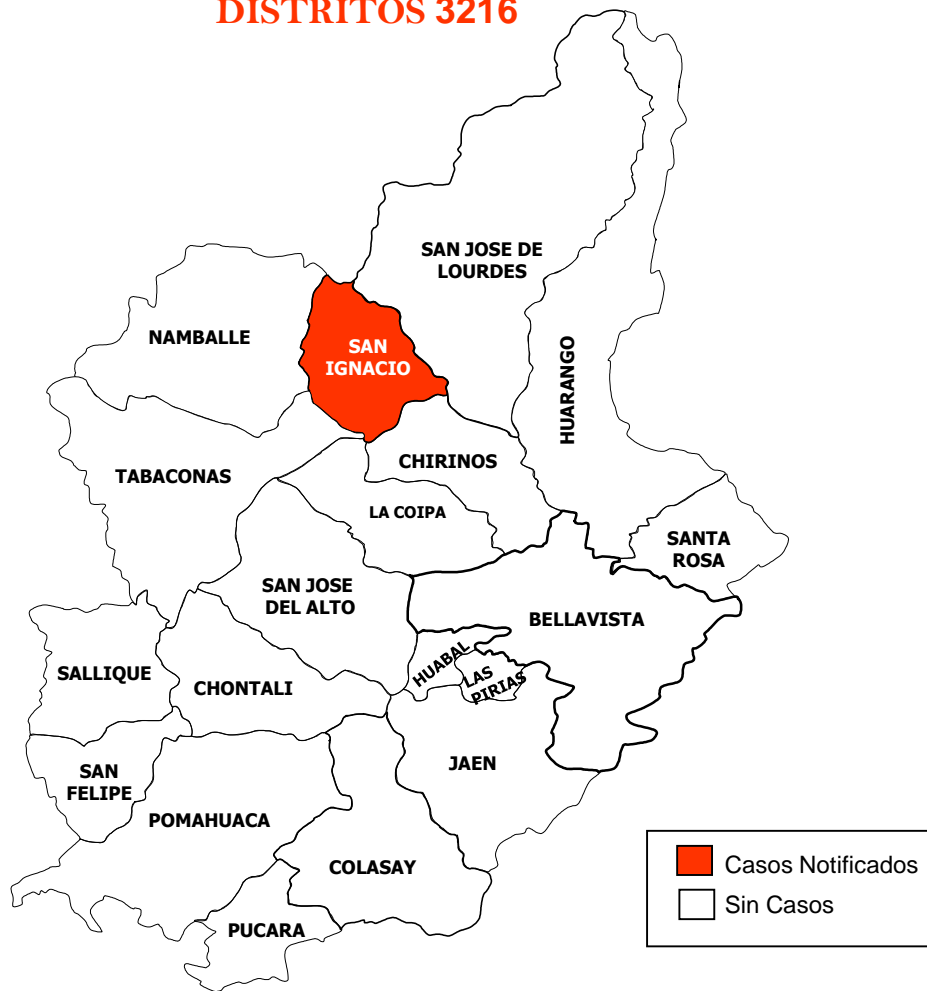 DISTRITOS 3216
SAN JOSE DE
LOURDES
NAMBALLE
SAN
IGNACIO
HUARANGO
TABACONAS
CHIRINOS
LA COIPA
SANTA
ROSA
SAN JOSE
DEL ALTO
BELLAVISTA
HUABAL
LAS
PIRIAS
SALLIQUE
CHONTALI
JAEN
SAN
FELIPE
POMAHUACA
COLASAY
PUCARA
Casos Notificados
Sin Casos